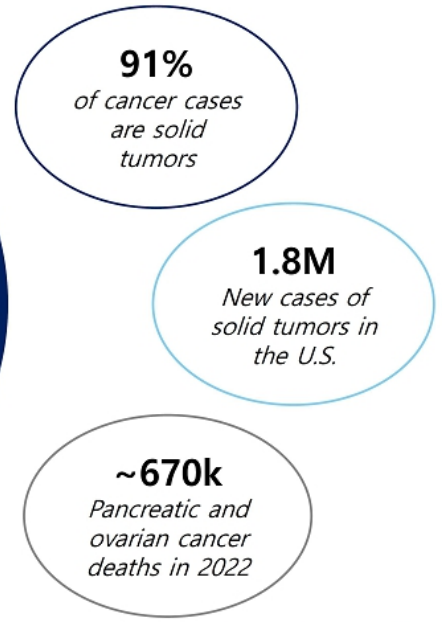 91%
of cancer cases
are solid
tumors
1.8M
New cases of
solid tumors in
the U.S.
~670k
Pancreatic and
ovarian cancer
deaths in 2022